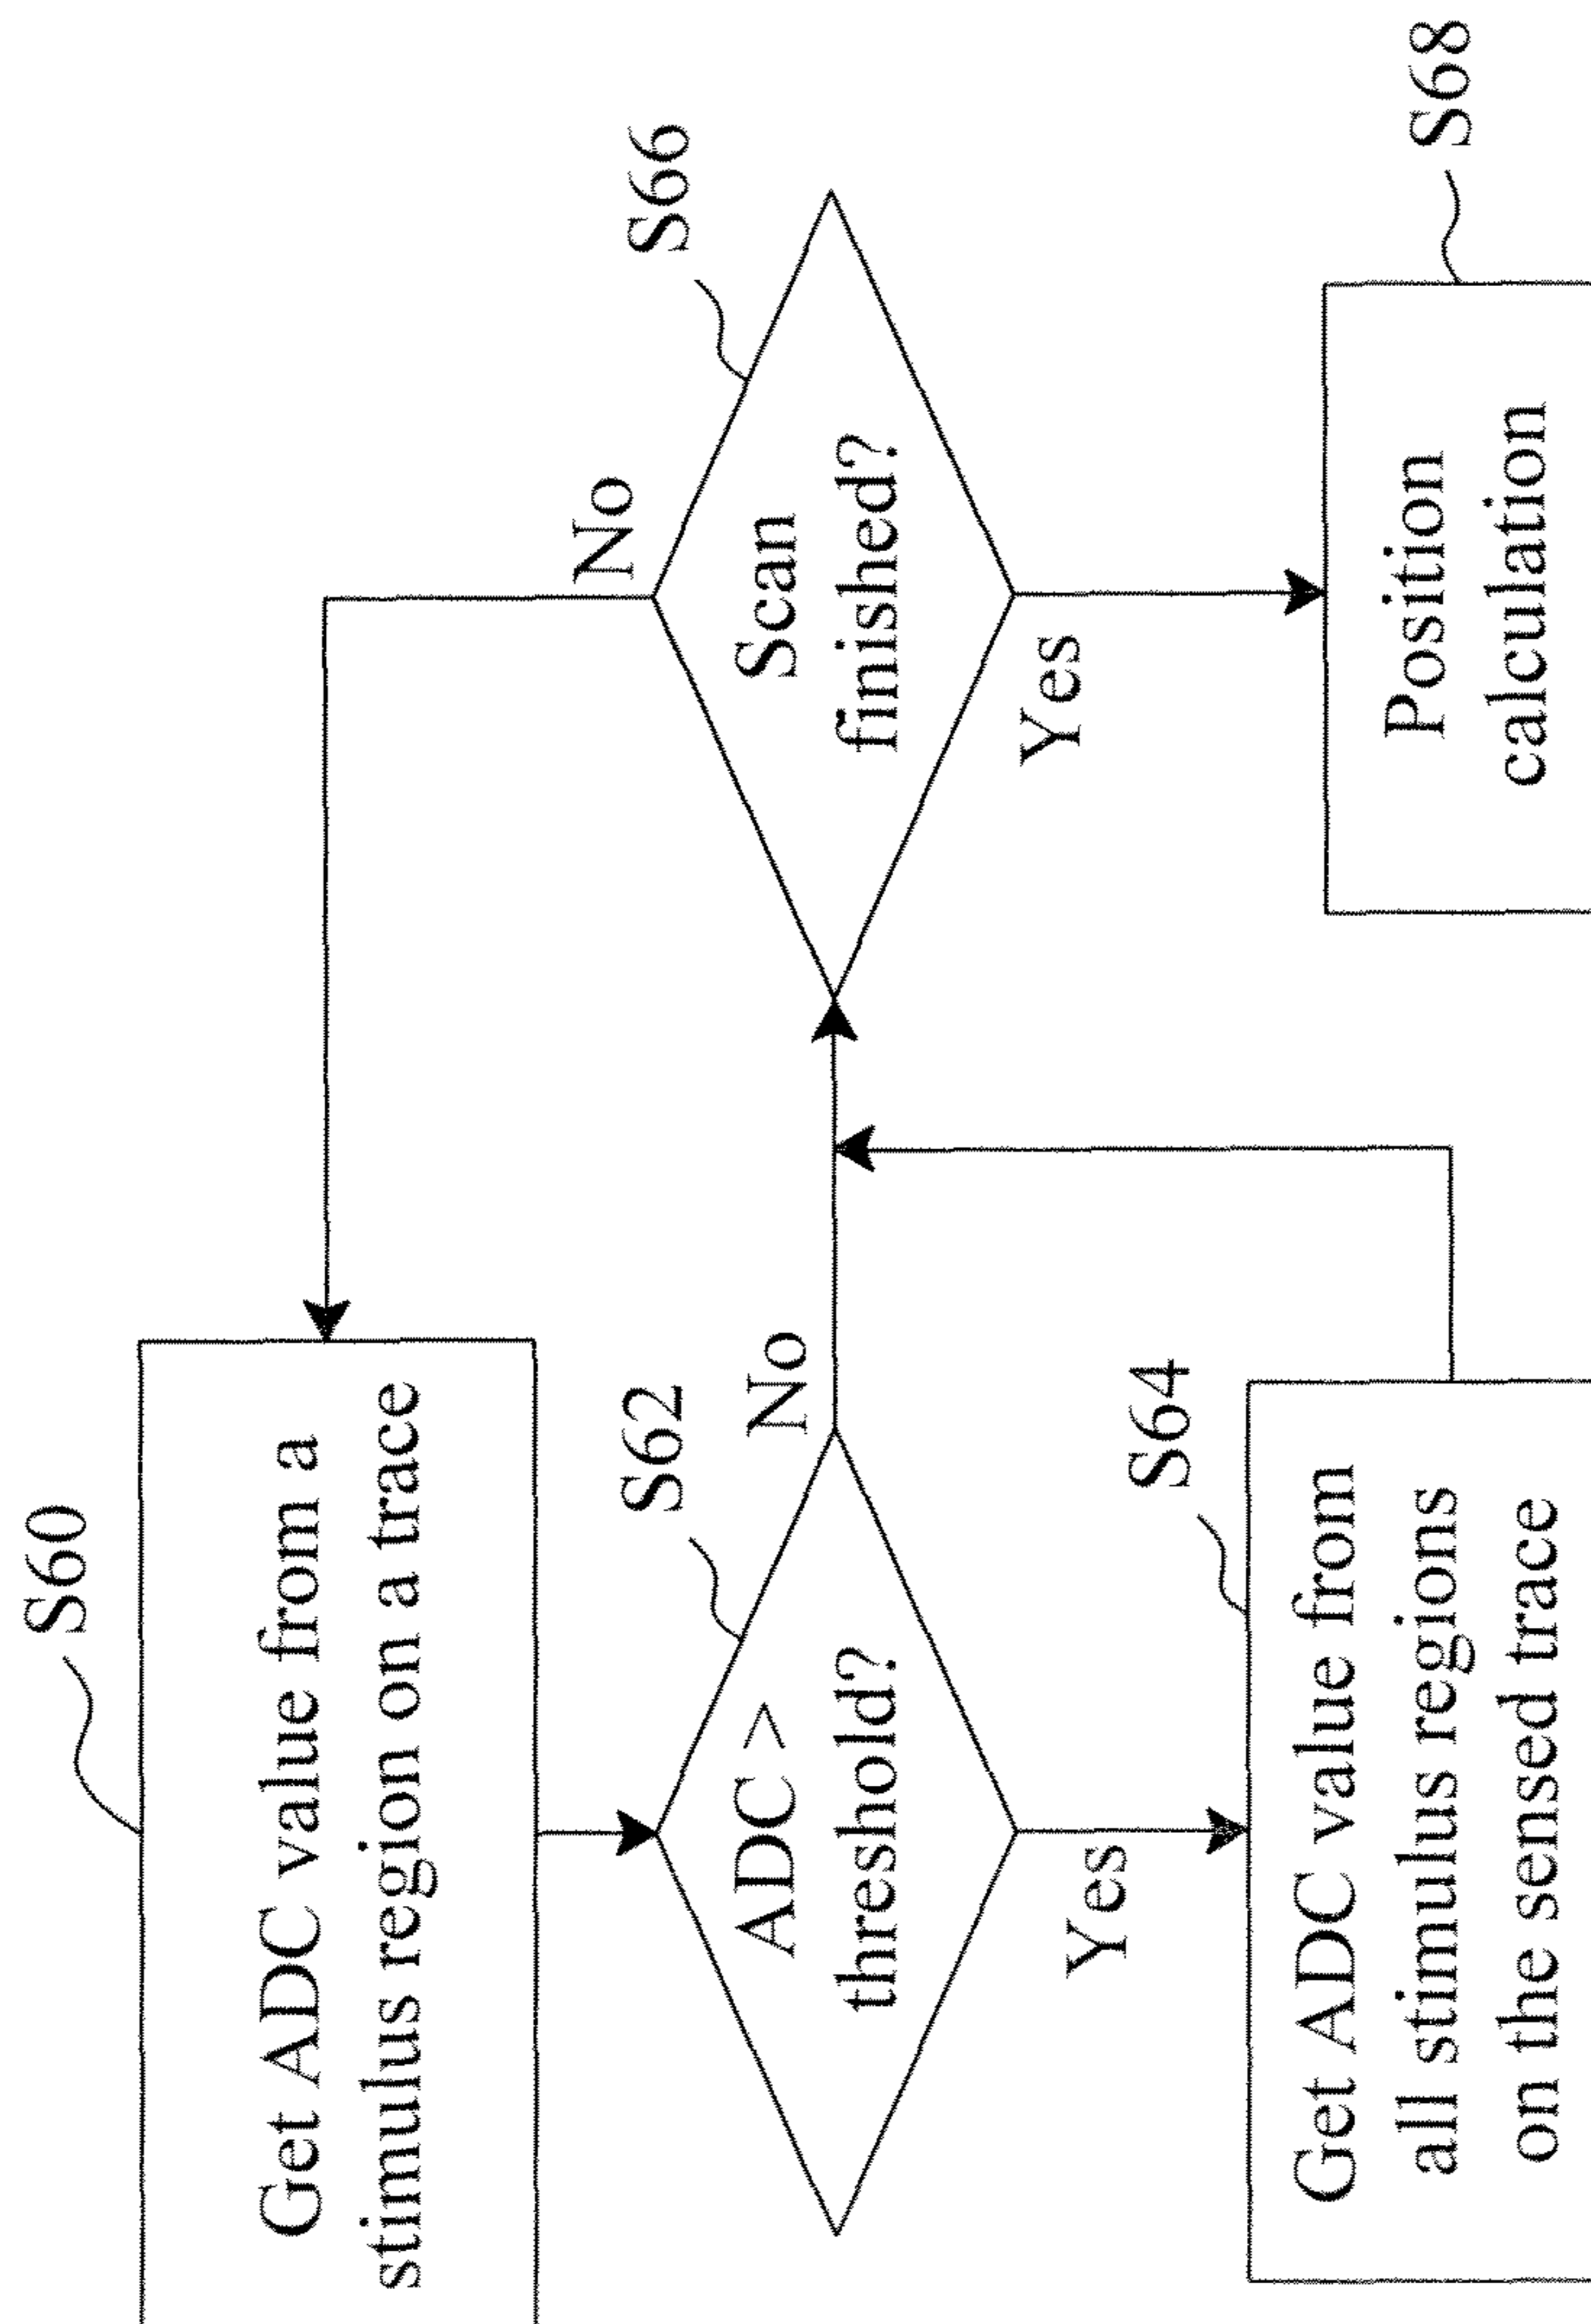 S60
Get ADC value from a
stimulus region on a trace
S62
ADC >
threshold?
No
Yes
S64
Get ADC value from
all stimulus regions
on the sensed trace
S66
Scan
finished?
No
Yes
S68
Position
calculation